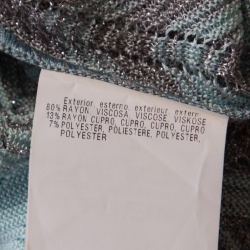 Exterior, esterno, exterieur, extern
80% RAYON, VISCOSA, VISCOSE, VISKOSE
13% RAYON CUPRO, CUPRO, CUPRO, CUPRO
7% POLYESTER, POLIESTERE, POLYESTER,
POLYESTER